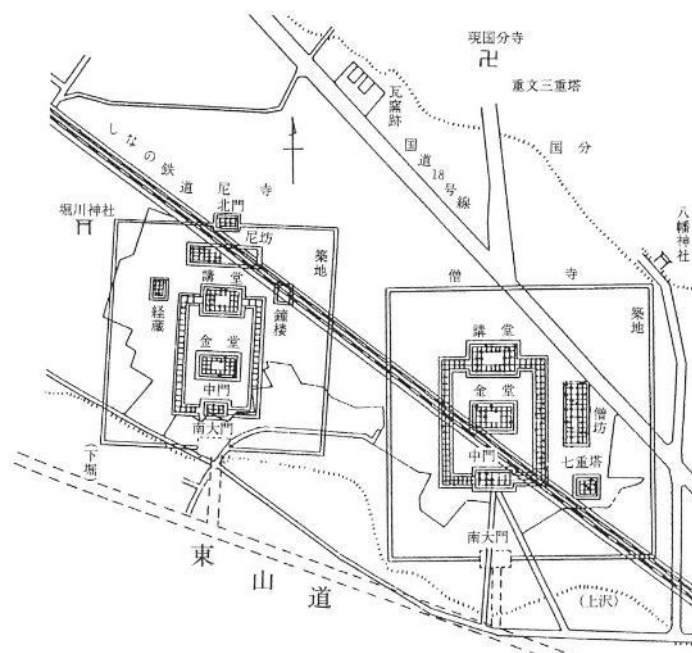 現国分寺
卍
重文三重塔
瓦窯跡
国分
国道18号線
しなの鉄道
尼寺
北門
堀川神社
尼坊
築地
講堂
経蔵
鐘楼
金堂
中門
南大門
(下堀)
八幡神社
僧寺
築地
講堂
金堂
僧坊
中門
七重塔
南大門
(上沢)
東山道